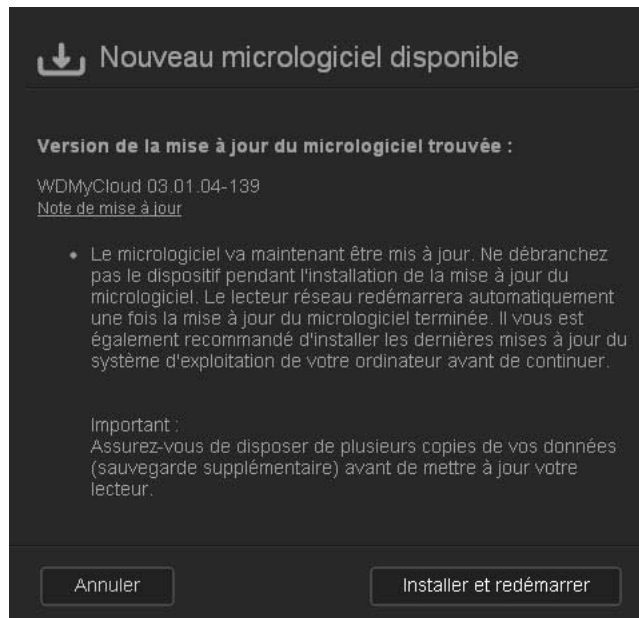 Nouveau micrologiciel disponible
Version de la mise à jour du micrologiciel trouvée :
WDMyCloud 03.01.04-139
Note de mise à jour
• Le micrologiciel va maintenant être mis à jour. Ne débranchez
pas le dispositif pendant l'installation de la mise à jour du
micrologiciel. Le lecteur réseau redémarrera automatiquement
une fois la mise à jour du micrologiciel terminée. Il vous est
également recommandé d'installer les dernières mises à jour du
système d'exploitation de votre ordinateur avant de continuer.
Important :
Assurez-vous de disposer de plusieurs copies de vos données
(sauvegarde supplémentaire) avant de mettre à jour votre
lecteur.
Annuler
Installer et redémarrer